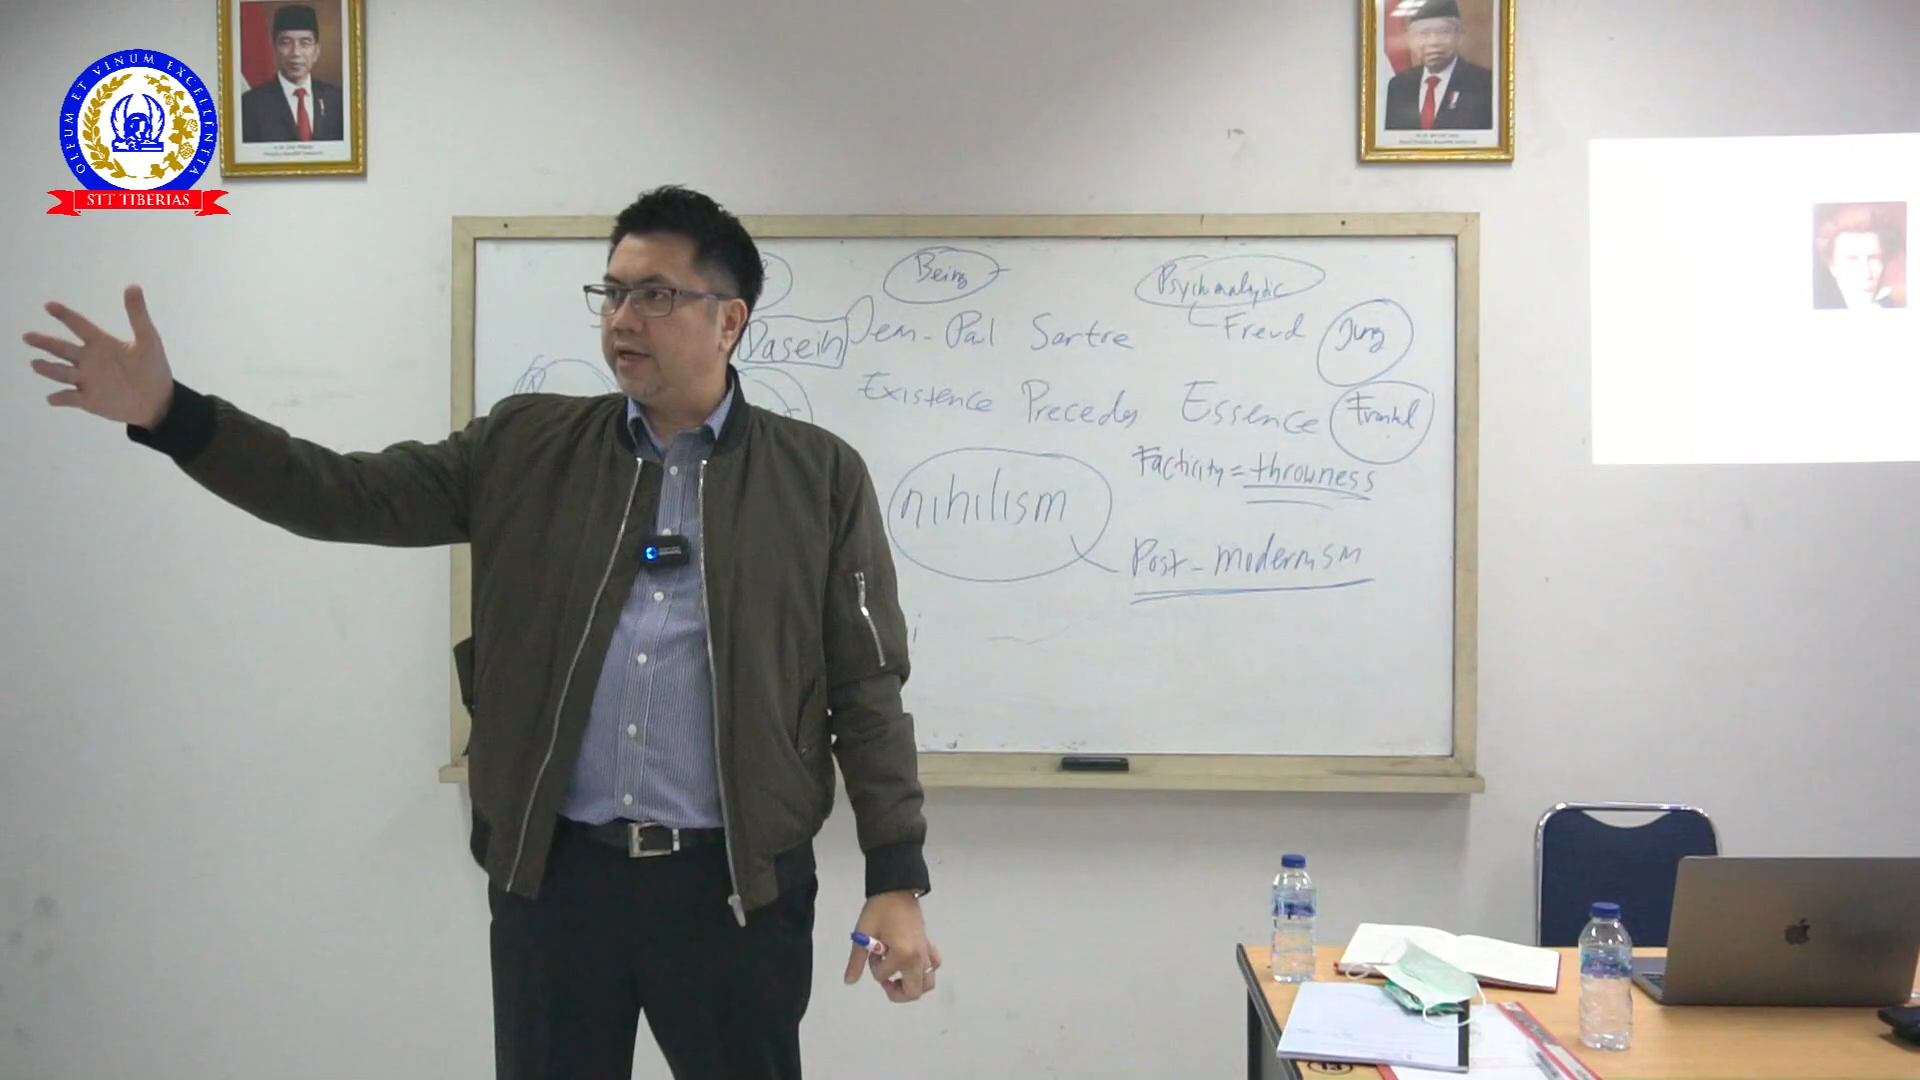 OLEUM ET VINUM EXCELLENTIA
STT TIBERIAS
Being
Psychoanalytic
Dasein
Jean-Paul Sartre
Freud
Jung
Existence Precedes Essence
Frankl
Facticity = throwness
nihilism
Post-modernism